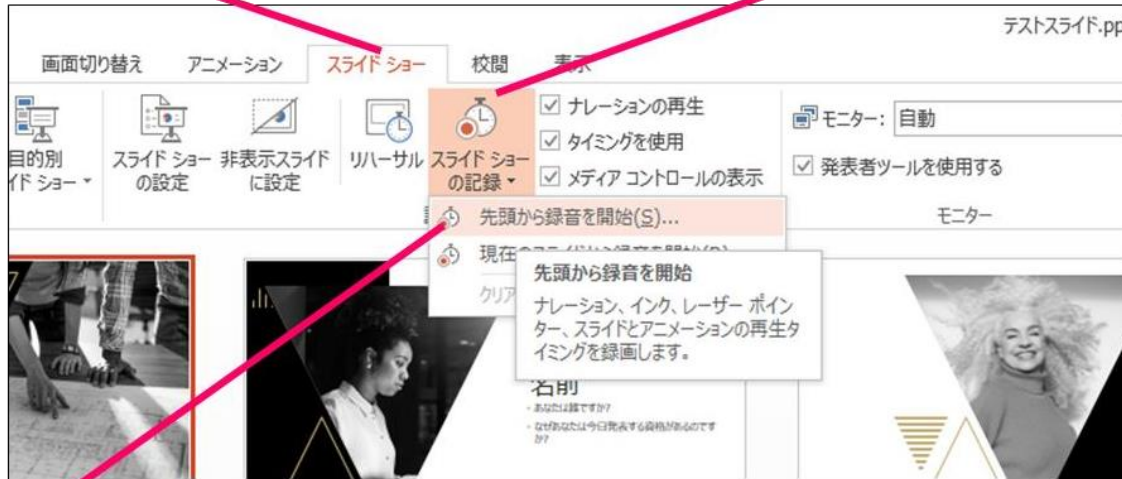 テストスライド.pp
画面切り替え アニメーション スライド ショー 校閲 表示
目的別
イド ショー
スライド ショー
の設定
非表示スライド
に設定
リハーサル
スライド ショー
の記録
ナレーションの再生
タイミングを使用
メディア コントロールの表示
モニター: 自動
発表者ツールを使用する
モニター
先頭から録音を開始(S)...
現在の
クリア
先頭から録音を開始
ナレーション、インク、レーザー ポイン
ター、スライドとアニメーションの再生タ
イミングを録画します。
名前
あなたは誰ですか?
なぜあなたは今日発表する資格があるのです
か?